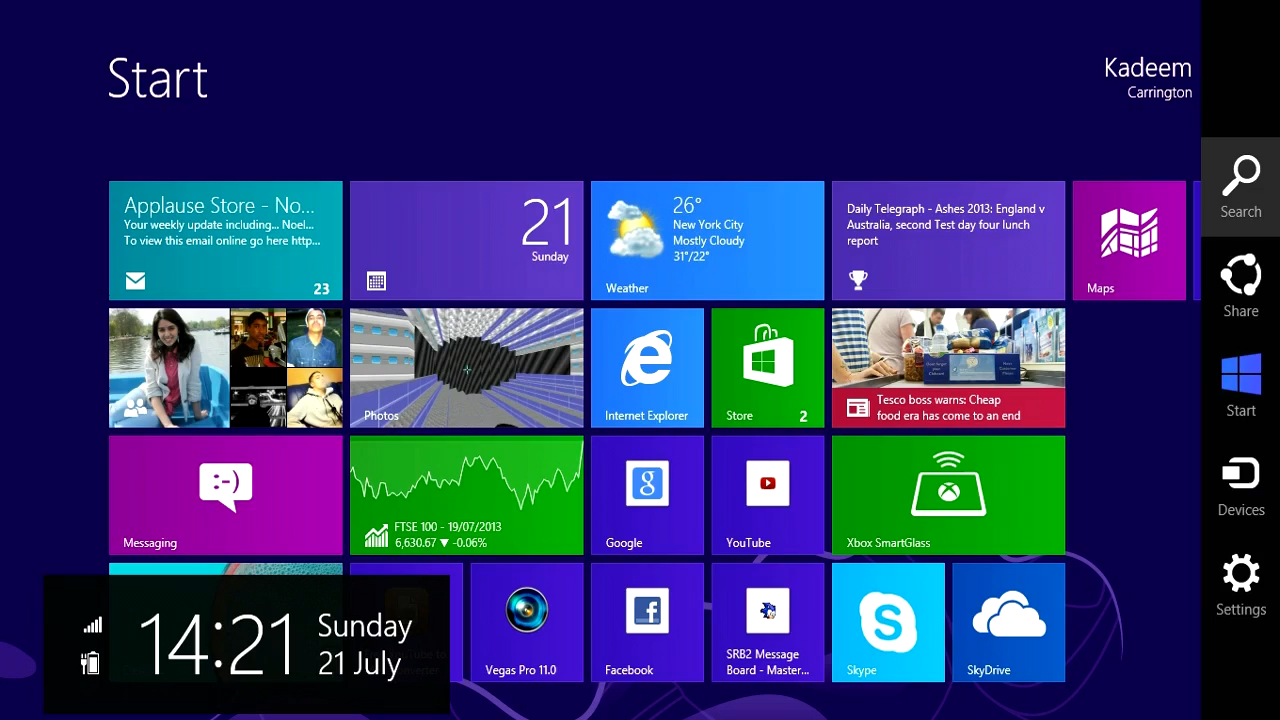 Start
Kadeem
Carrington
Applause Store - No...
Your weekly update including... Noel...
To view this email online go here http...
23
21
Sunday
26°
New York City
Mostly Cloudy
31°/22°
Weather
Daily Telegraph - Ashes 2013: England v
Australia, second Test day four lunch
report
Maps
Search
Share
Photos
Internet Explorer
Store
2
Tesco boss warns: Cheap
food era has come to an end
Start
Messaging
FTSE 100 - 19/07/2013
6,630.67 ▼ -0.06%
Google
YouTube
Xbox SmartGlass
Devices
14:21
Sunday
21 July
Vegas Pro 11.0
Facebook
SRB2 Message
Board - Master...
Skype
SkyDrive
Settings